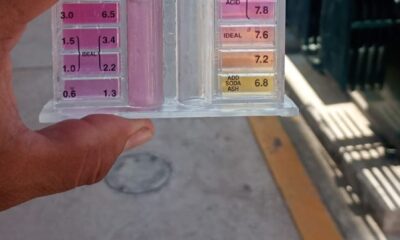 3.0 6.5
1.5 3.4
IDEAL
1.0 2.2
0.6 1.3
ACID 7.8
IDEAL 7.6
7.2
ADD
SODA
ASH 6.8